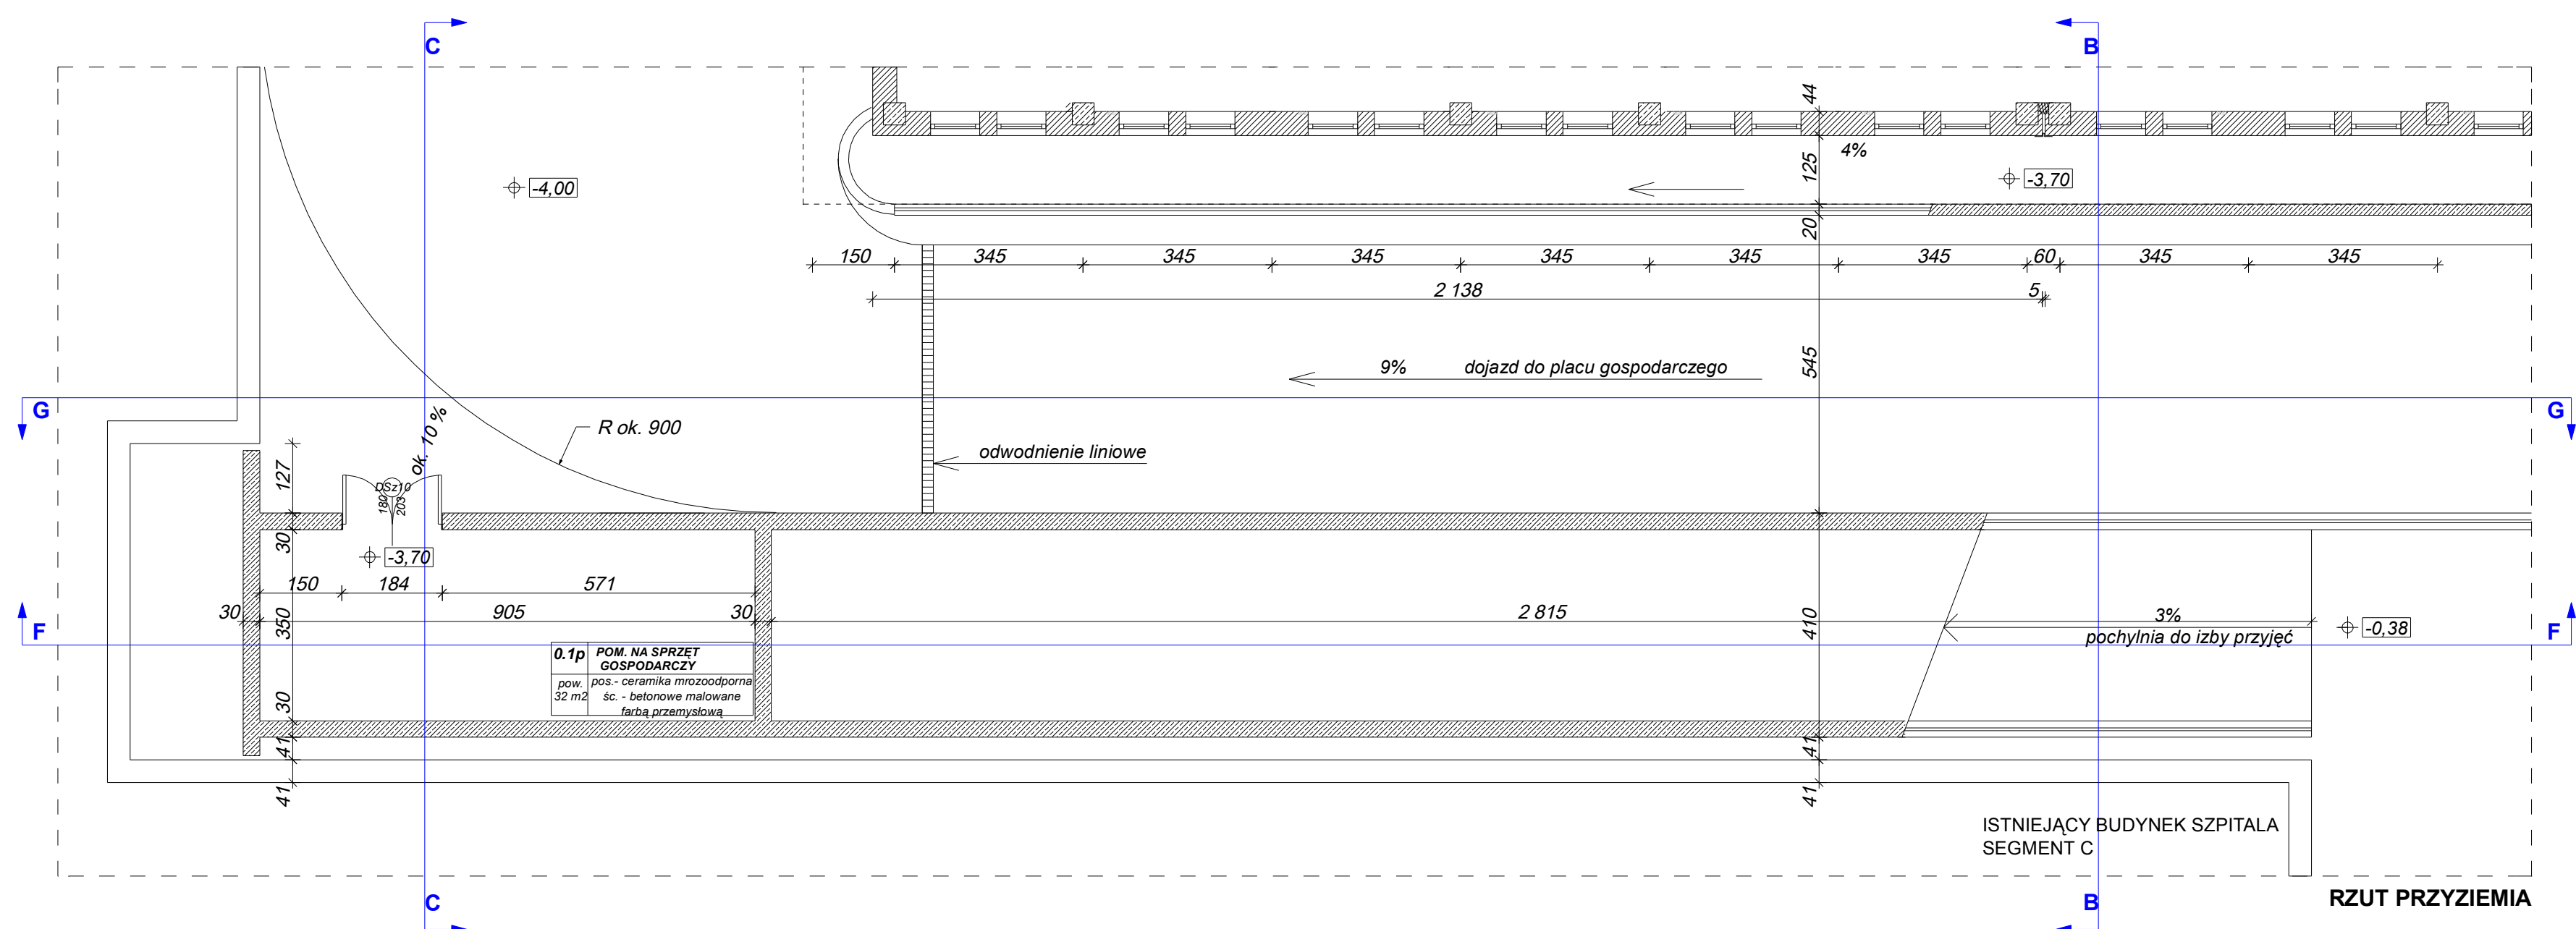 C
B
44
4%
125
-4,00
-3,70
20
150
345
345
345
345
345
345
60
345
345
2 138
5
9%
dojazd do placu gospodarczego
545
G
G
ok. 10 %
R ok. 900
odwodnienie liniowe
127
DSz10
180
203
30
-3,70
150
184
571
30
905
30
2 815
350
410
3%
pochylnia do izby przyjęć
-0,38
F
F
0.1p
POM. NA SPRZĘT
GOSPODARCZY
pow.
32 m2
pos.- ceramika mrozoodporna
śc. - betonowe malowane
farbą przemysłową
30
41
41
41
41
ISTNIEJĄCY BUDYNEK SZPITALA
SEGMENT C
RZUT PRZYZIEMIA
C
B